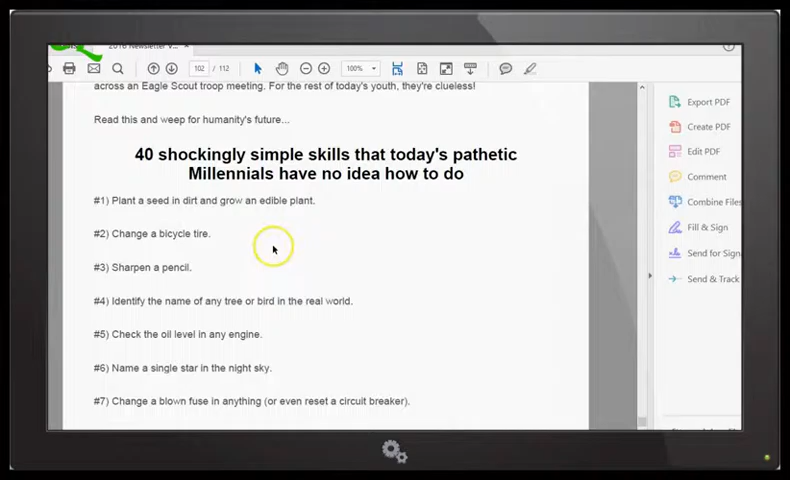 2016 Newsletter V...
102 / 112
100%
across an Eagle Scout troop meeting. For the rest of today's youth, they're clueless!
Read this and weep for humanity's future...
40 shockingly simple skills that today's pathetic
Millennials have no idea how to do
#1) Plant a seed in dirt and grow an edible plant.
#2) Change a bicycle tire.
#3) Sharpen a pencil.
#4) Identify the name of any tree or bird in the real world.
#5) Check the oil level in any engine.
#6) Name a single star in the night sky.
#7) Change a blown fuse in anything (or even reset a circuit breaker).
Export PDF
Create PDF
Edit PDF
Comment
Combine Files
Fill & Sign
Send for Sign
Send & Track